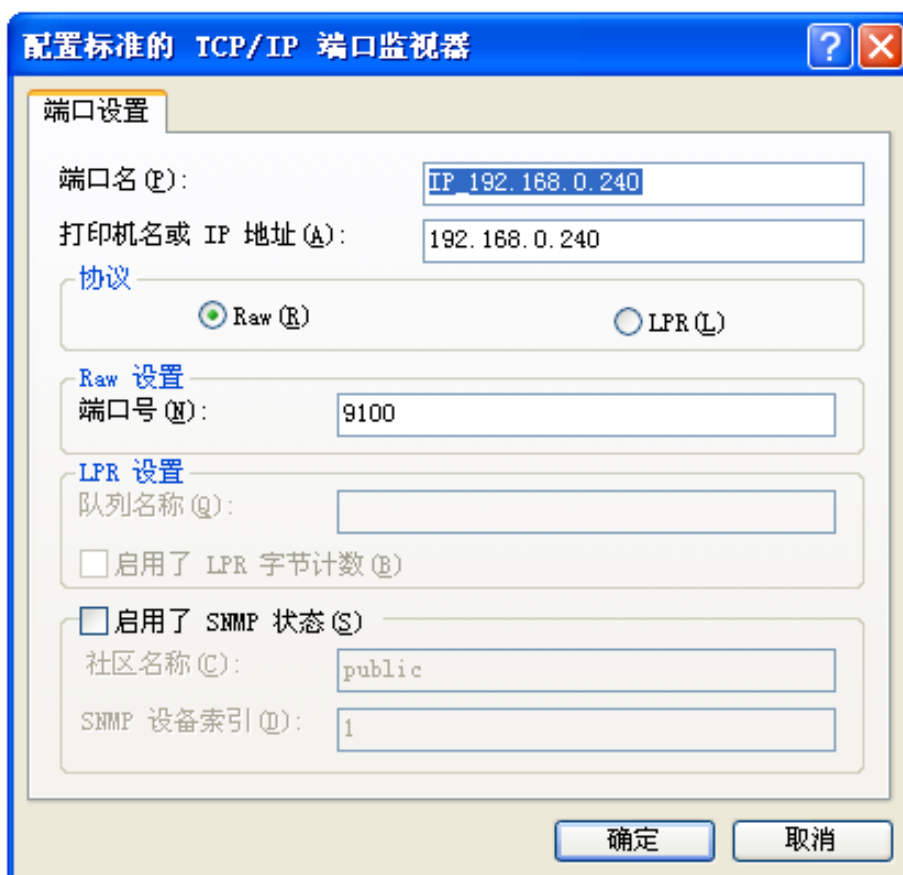 配置标准的 TCP/IP 端口监视器
端口设置
端口名(P): IP_192.168.0.240
打印机名或 IP 地址(A): 192.168.0.240
协议
Raw(R) LPR(L)
Raw 设置
端口号(N): 9100
LPR 设置
队列名称(Q):
启用了 LPR 字节计数(B)
启用了 SNMP 状态(S)
社区名称(C): public
SNMP 设备索引(D): 1
确定 取消